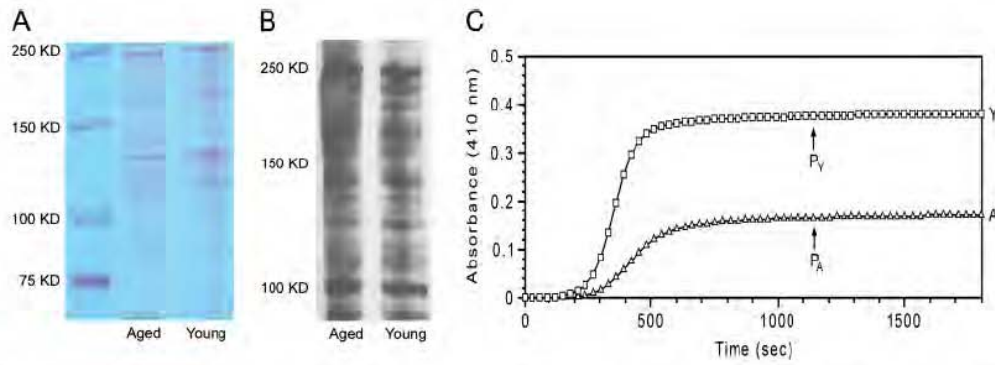 A
250 KD
150 KD
100 KD
75 KD
Aged Young
B
250 KD
150 KD
100 KD
Aged Young
C
Absorbance (410 nm)
0.5
0.4
0.3
0.2
0.1
0
Y
PY
A
PA
0 500 1000 1500
Time (sec)